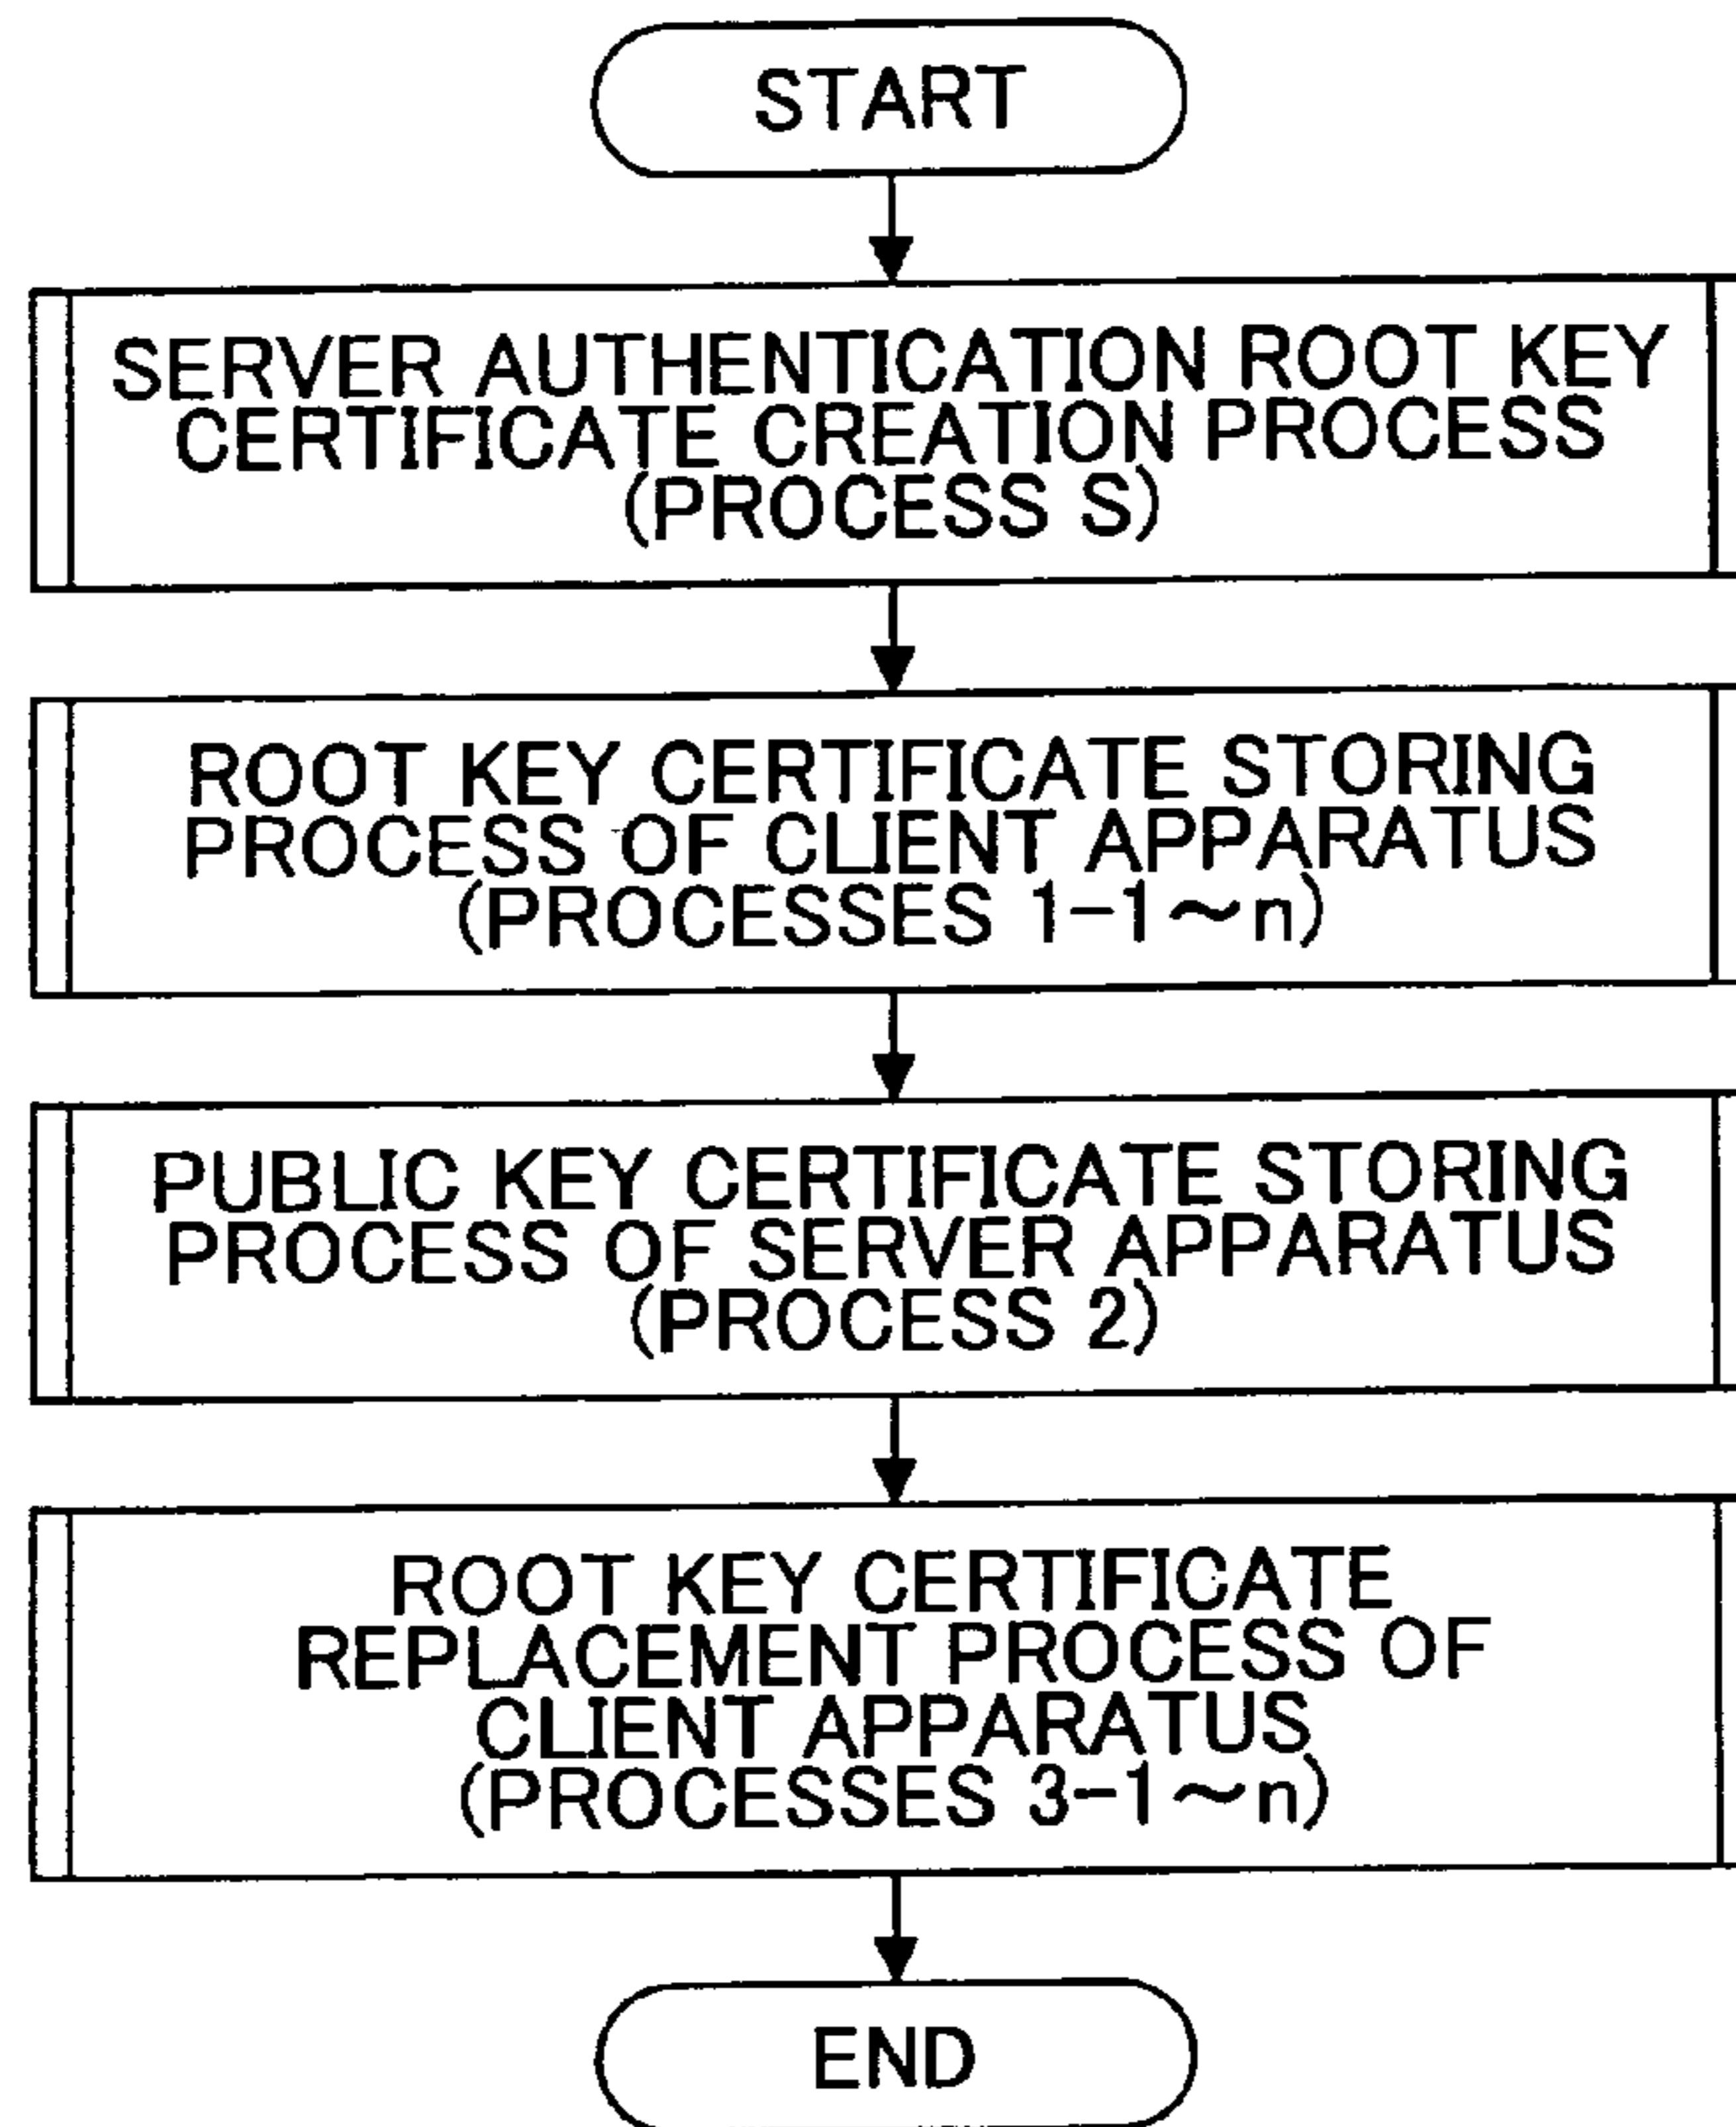 START
SERVER AUTHENTICATION ROOT KEY
CERTIFICATE CREATION PROCESS
(PROCESS S)
ROOT KEY CERTIFICATE STORING
PROCESS OF CLIENT APPARATUS
(PROCESSES 1-1~n)
PUBLIC KEY CERTIFICATE STORING
PROCESS OF SERVER APPARATUS
(PROCESS 2)
ROOT KEY CERTIFICATE
REPLACEMENT PROCESS OF
CLIENT APPARATUS
(PROCESSES 3-1~n)
END